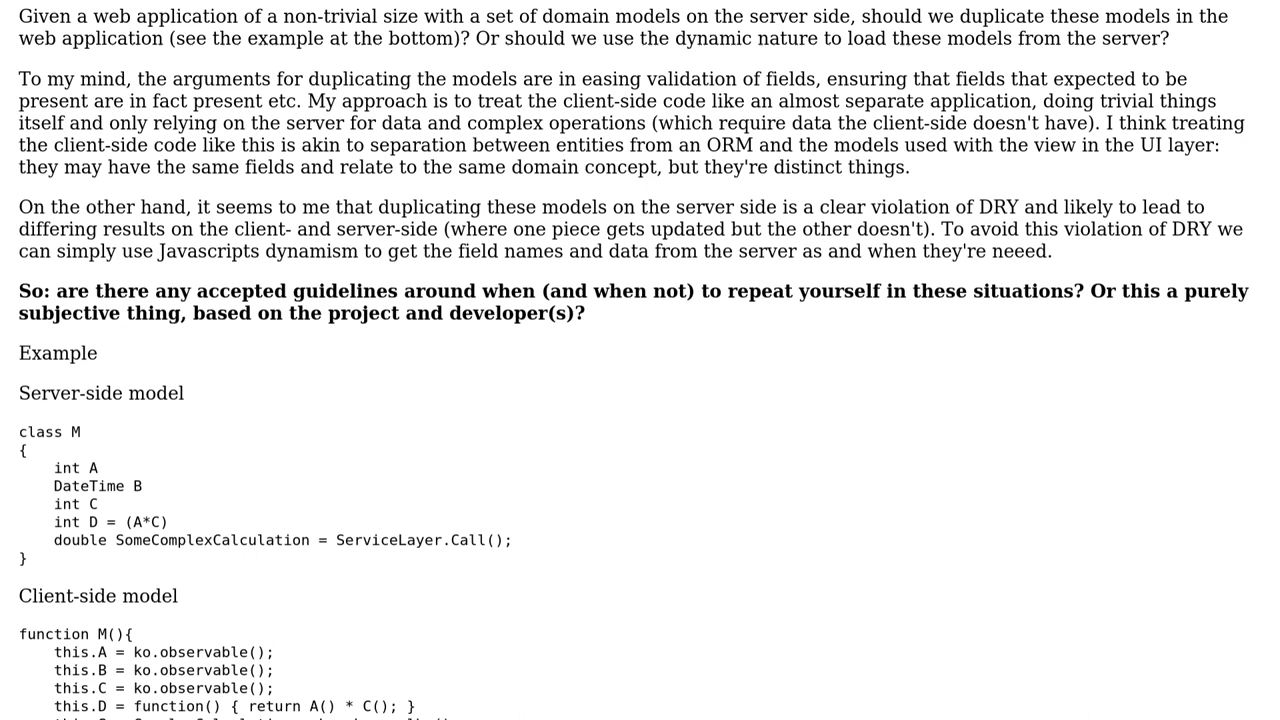 Given a web application of a non-trivial size with a set of domain models on the server side, should we duplicate these models in the
web application (see the example at the bottom)? Or should we use the dynamic nature to load these models from the server?
To my mind, the arguments for duplicating the models are in easing validation of fields, ensuring that fields that expected to be
present are in fact present etc. My approach is to treat the client-side code like an almost separate application, doing trivial things
itself and only relying on the server for data and complex operations (which require data the client-side doesn't have). I think treating
the client-side code like this is akin to separation between entities from an ORM and the models used with the view in the UI layer:
they may have the same fields and relate to the same domain concept, but they're distinct things.
On the other hand, it seems to me that duplicating these models on the server side is a clear violation of DRY and likely to lead to
differing results on the client- and server-side (where one piece gets updated but the other doesn't). To avoid this violation of DRY we
can simply use Javascripts dynamism to get the field names and data from the server as and when they're neeed.
So: are there any accepted guidelines around when (and when not) to repeat yourself in these situations? Or this a purely
subjective thing, based on the project and developer(s)?
Example
Server-side model
class M
{
    int A
    DateTime B
    int C
    int D = (A*C)
    double SomeComplexCalculation = ServiceLayer.Call();
}
Client-side model
function M(){
    this.A = ko.observable();
    this.B = ko.observable();
    this.C = ko.observable();
    this.D = function() { return A() * C(); }